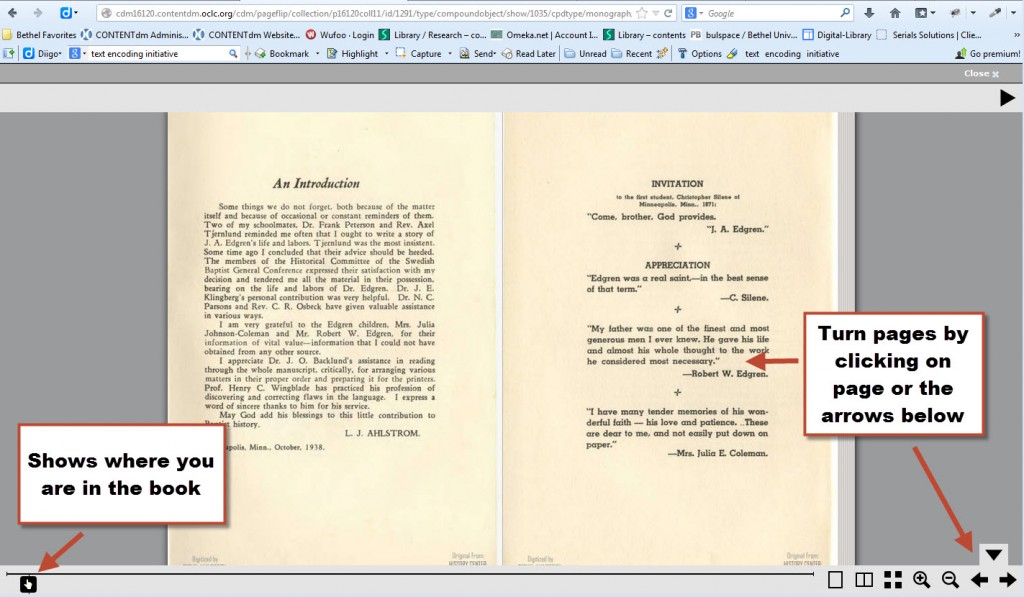 cdm16120.contentdm.oclc.org/cdm/pageflip/collection/p16120coll11/id/1291/type/compoundobject/show/1035/cpdtype/monograph,
Google
Bethel Favorites
CONTENTdm Adminis...
CONTENTdm Website...
Wufoo · Login
Library / Research – co...
Omeka.net | Account I...
Library – contents
PB bulspace / Bethel Univ...
Digital-Library
Serials Solutions | Clie...
Diigo
text encoding initiative
Bookmark
Highlight
Capture
Send
Read Later
Unread
Recent
Options
text encoding initiative
Go premium!
Close x
An Introduction
Some things we do not forget, both because of the matter
itself and because of occasional or constant reminders of them.
Two of my schoolmates, Dr. Frank Peterson and Rev. Axel
Tjernlund reminded me often that I ought to write a story of
J. A. Edgren's life and labors. Tjernlund was the most insistent.
Some time ago I concluded that their advice should be heeded.
The members of the Historical Committee of the Swedish
Baptist General Conference expressed their satisfaction with my
decision and tendered me all the material in their possession,
bearing on the life and labors of Dr. Edgren. Dr. J. E.
Klingberg's personal contribution was very helpful. Dr. N. C.
Parsons and Rev. C. R. Osbeck have given valuable assistance
in various ways.
I am very grateful to the Edgren children, Mrs. Julia
Johnson-Coleman and Mr. Robert W. Edgren, for their
information of vital value—information that I could not have
obtained from any other source.
I appreciate Dr. J. O. Backlund's assistance in reading
through the whole manuscript, critically, for arranging various
matters in their proper order and preparing it for the printers.
Prof. Henry C. Wingblade has practiced his profession of
discovering and correcting flaws in the language. I express a
word of sincere thanks to him for his service.
May God add his blessings to this little contribution to
history.
L. J. AHLSTROM.
apolis, Minn., October, 1938.
Digitized by
Original From:
HISTORY CENTER
INVITATION
to the first student, Christopher Silene of
Minneapolis, Minn., 1871:
"Come, brother, God provides.
"J. A. Edgren."
APPRECIATION
"Edgren was a real saint,—in the best sense
of that term."
—C. Silene.
"My father was one of the finest and most
generous men I ever knew. He gave his life
and almost his whole thought to the work
he considered most necessary."
—Robert W. Edgren.
"I have many tender memories of his won-
derful faith — his love and patience. ..These
are dear to me, and not easily put down on
paper."
—Mrs. Julia E. Coleman.
Digitized by
Original From:
HISTORY CENTER
Turn pages by
clicking on
page or the
arrows below
Shows where you
are in the book